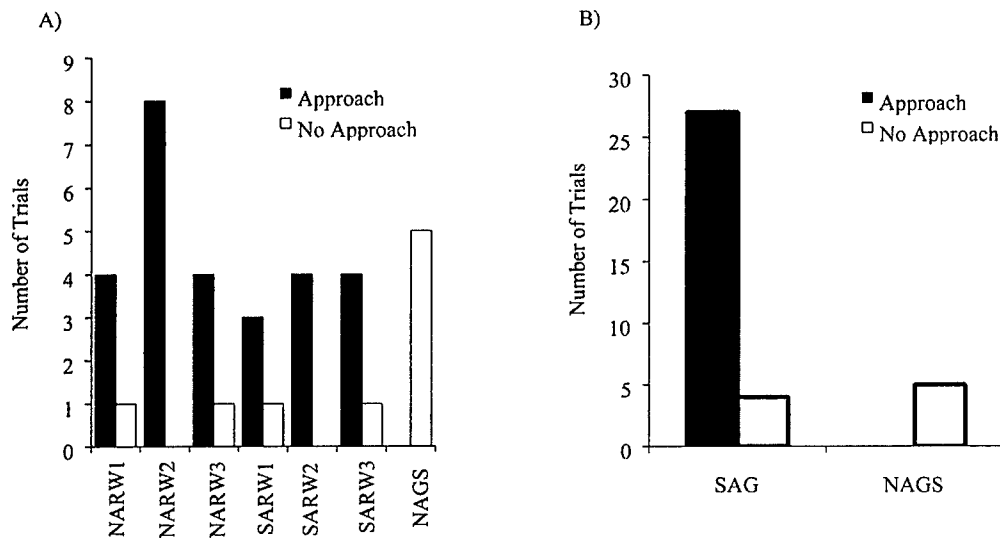 A)
9
8
7
6
5
4
3
2
1
0
Number of Trials
Approach
No Approach
NARW1
NARW2
NARW3
SARW1
SARW2
SARW3
NAGS
B)
30
25
20
15
10
5
0
Number of Trials
Approach
No Approach
SAG
NAGS